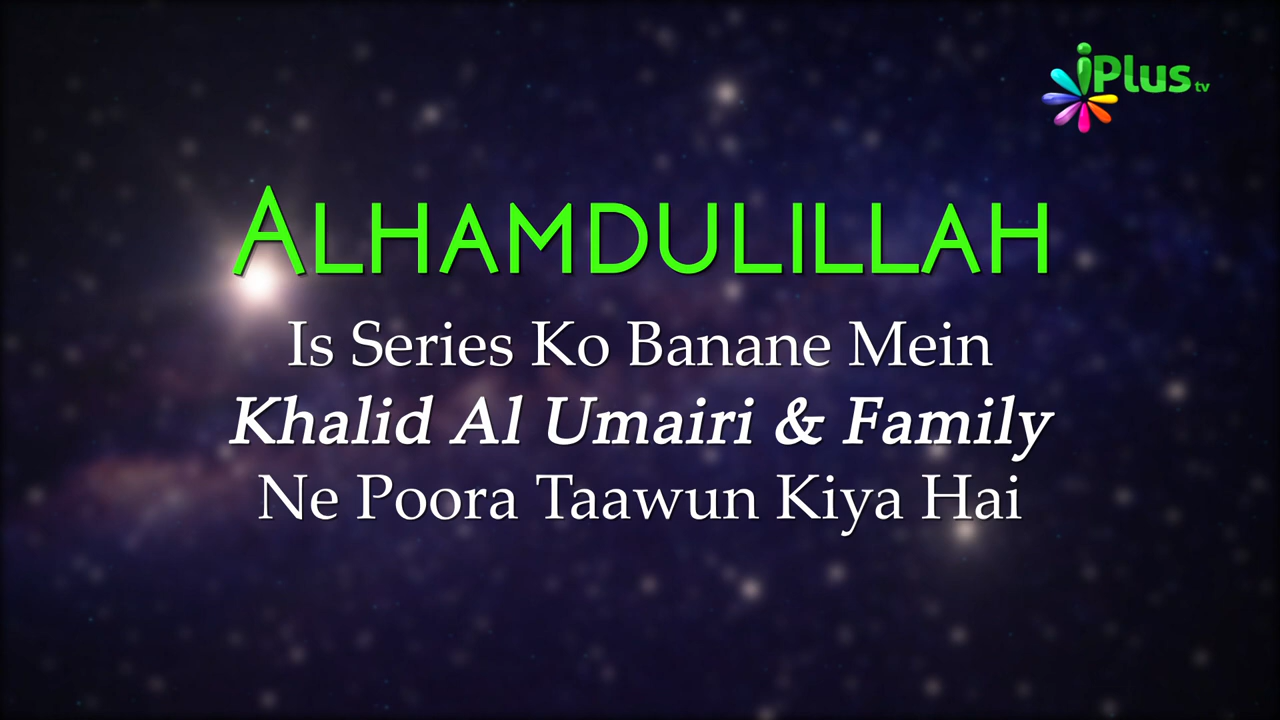 iPlus tv
ALHAMDULILLAH
Is Series Ko Banane Mein
Khalid Al Umairi & Family
Ne Poora Taawun Kiya Hai